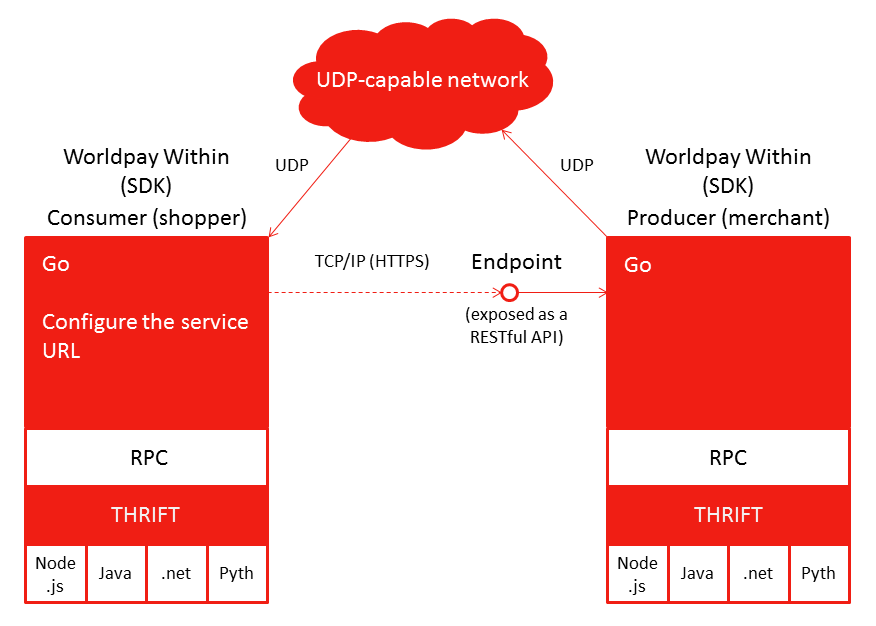 UDP-capable network
Worldpay Within
(SDK)
Consumer (shopper)
UDP
UDP
Worldpay Within
(SDK)
Producer (merchant)
Go
Configure the service
URL
TCP/IP (HTTPS)
Endpoint
(exposed as a
RESTful API)
Go
RPC
THRIFT
Node
.js
Java
.net
Pyth
RPC
THRIFT
Node
.js
Java
.net
Pyth